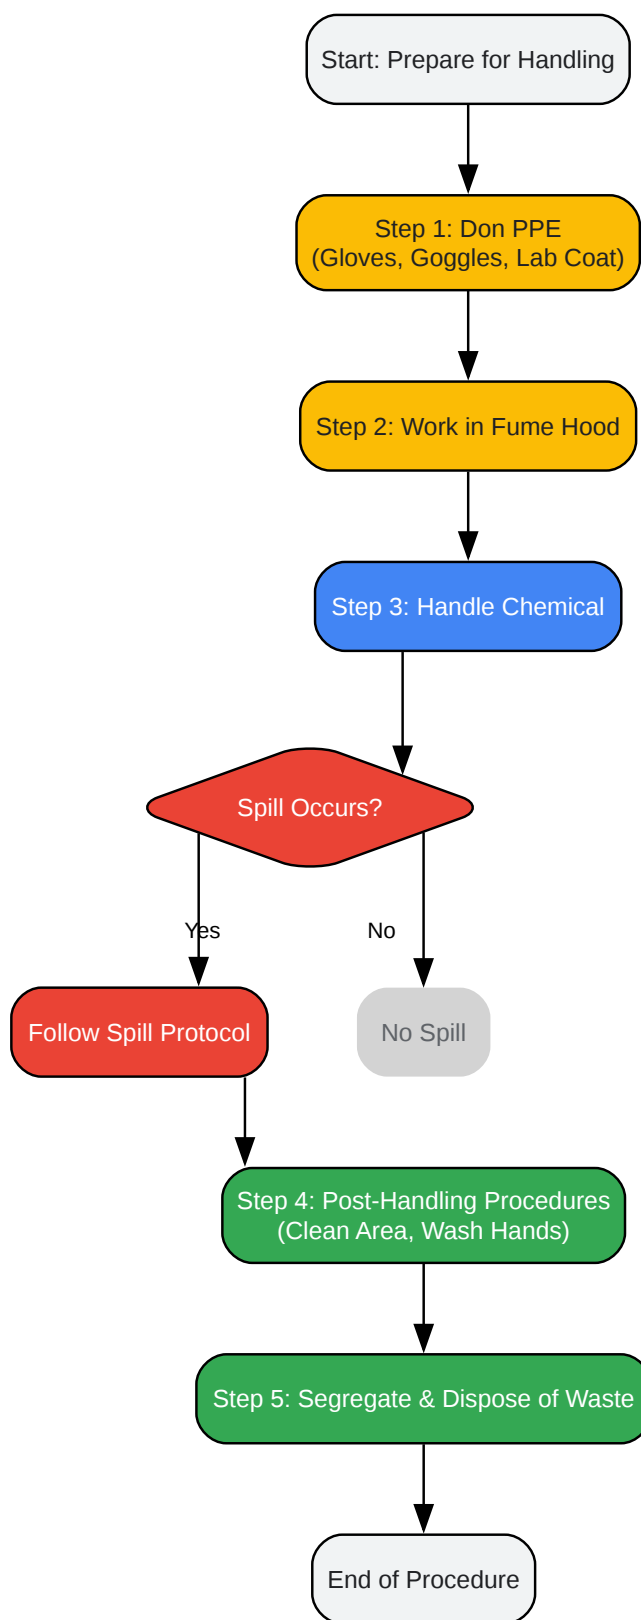 Start: Prepare for Handling
Step 1: Don PPE
(Gloves, Goggles, Lab Coat)
Step 2: Work in Fume Hood
Step 3: Handle Chemical
Spill Occurs?
Yes
No
Follow Spill Protocol
No Spill
Step 4: Post-Handling Procedures
(Clean Area, Wash Hands)
Step 5: Segregate & Dispose of Waste
End of Procedure